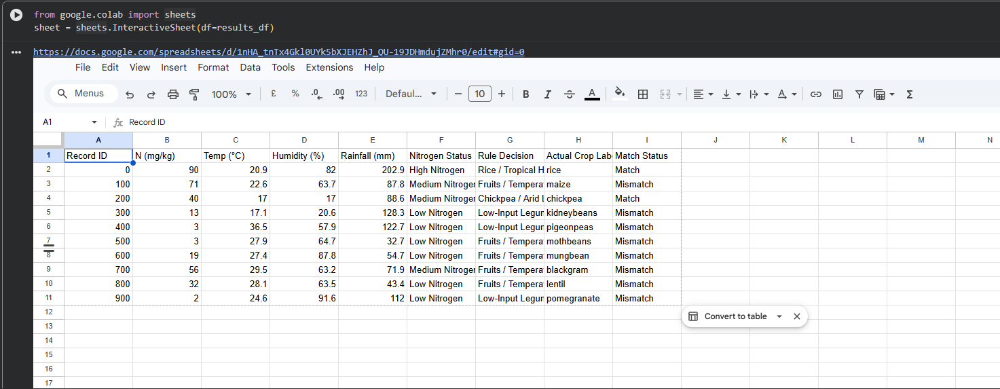 from google.colab import sheets
sheet = sheets.InteractiveSheet(df=results_df)
https://docs.google.com/spreadsheets/d/1nHA_tnTx4Gkl0UYk5bXJEHZhJ_QU-19JDHmdujZMhr0/edit#gid=0
File Edit View Insert Format Data Tools Extensions Help
Menus 100% £ % .0 .00 123 Defaul... − 10 + B I A A Σ
A1 fx Record ID
A B C D E F G H I J K L M N
1 Record ID N (mg/kg) Temp (°C) Humidity (%) Rainfall (mm) Nitrogen Status Rule Decision Actual Crop Labe Match Status
2 0 90 20.9 82 202.9 High Nitrogen Rice / Tropical H rice Match
3 100 71 22.6 63.7 87.8 Medium Nitroger Fruits / Tempera maize Mismatch
4 200 40 17 17 88.6 Medium Nitroger Chickpea / Arid L chickpea Match
5 300 13 17.1 20.6 128.3 Low Nitrogen Low-Input Legun kidneybeans Mismatch
6 400 3 36.5 57.9 122.7 Low Nitrogen Low-Input Legun pigeonpeas Mismatch
7 500 3 27.9 64.7 32.7 Low Nitrogen Fruits / Tempera mothbeans Mismatch
8 600 19 27.4 87.8 54.7 Low Nitrogen Fruits / Tempera mungbean Mismatch
9 700 56 29.5 63.2 71.9 Medium Nitroger Fruits / Tempera blackgram Mismatch
10 800 32 28.1 63.5 43.4 Low Nitrogen Fruits / Tempera lentil Mismatch
11 900 2 24.6 91.6 112 Low Nitrogen Low-Input Legun pomegranate Mismatch
12 Convert to table
13
14
15
16
17